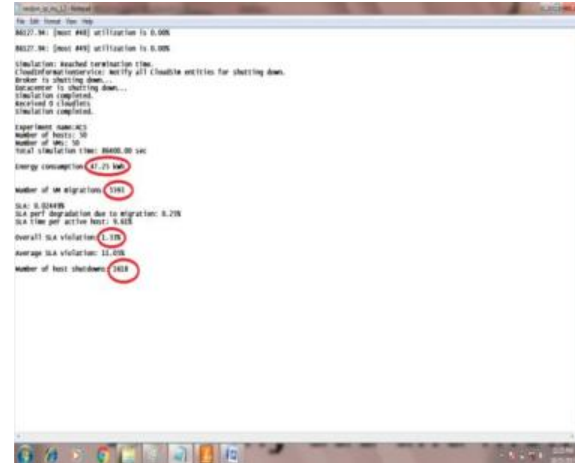 File Edit Format View Help
86127.94: [Host #48] utilization is 0.00%
86127.94: [Host #49] utilization is 0.00%
Simulation: Reached termination time.
CloudInformationService: Notify all CloudSim entities for shutting down.
Broker is shutting down...
Datacenter is shutting down...
Simulation completed.
Received 0 cloudlets
Simulation completed.
Experiment name:
Number of hosts: 50
Number of VMs: 50
Total simulation time: 86400.00 sec
Energy consumption: 47.25 kWh
Number of VM migrations:
SLA: 0.02449%
SLA perf degradation due to migration: 0.25%
SLA time per active host: 9.61%
Overall SLA violation: 1.33%
Average SLA violation: 11.05%
Number of host shutdowns: 1618